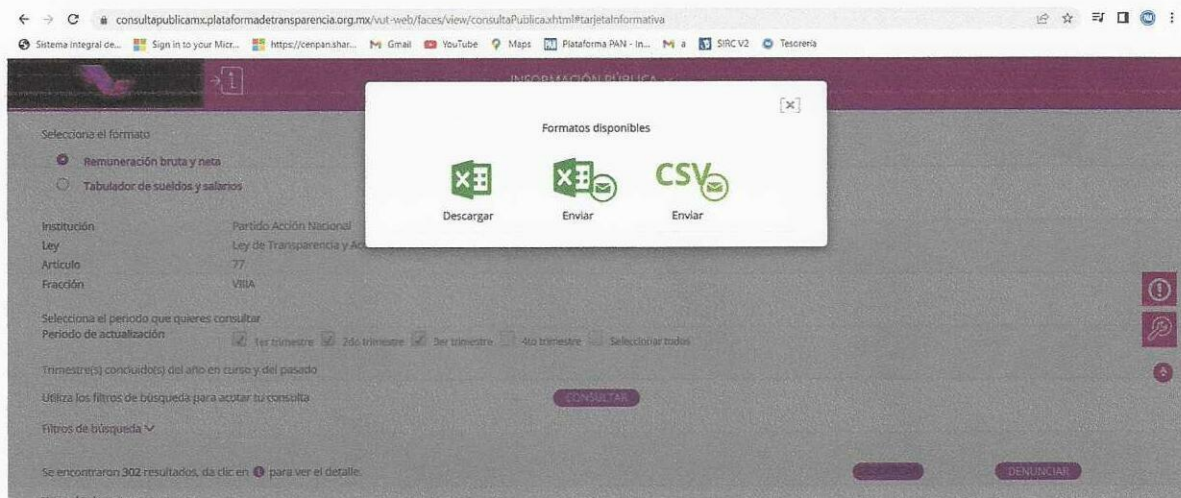 consultapublicamx.plataformadetransparencia.org.mx/vut-web/faces/view/consultaPublica.xhtml#tarjetaInformativa
Sistema integral de... Sign in to your Micr... https://cenpan.shar... Gmail YouTube Maps Plataforma PAN - In... a SIRC V2 Tesorería
INFORMACIÓN PÚBLICA
[×]
Formatos disponibles
CSV
Descargar Enviar Enviar
Selecciona el formato
Remuneración bruta y neta
Tabulador de sueldos y salarios
Institución Partido Acción Nacional
Ley Ley de Transparencia y Ac
Artículo 77
Fracción VIIIA
Selecciona el periodo que quieres consultar
Periodo de actualización 1er trimestre 2do trimestre 3er trimestre 4to trimestre Seleccionar todos
Trimestre(s) concluido(s) del año en curso y del pasado
Utiliza los filtros de búsqueda para acotar tu consulta CONSULTAR
Filtros de búsqueda
Se encontraron 302 resultados, da clic en i para ver el detalle. DENUNCIAR